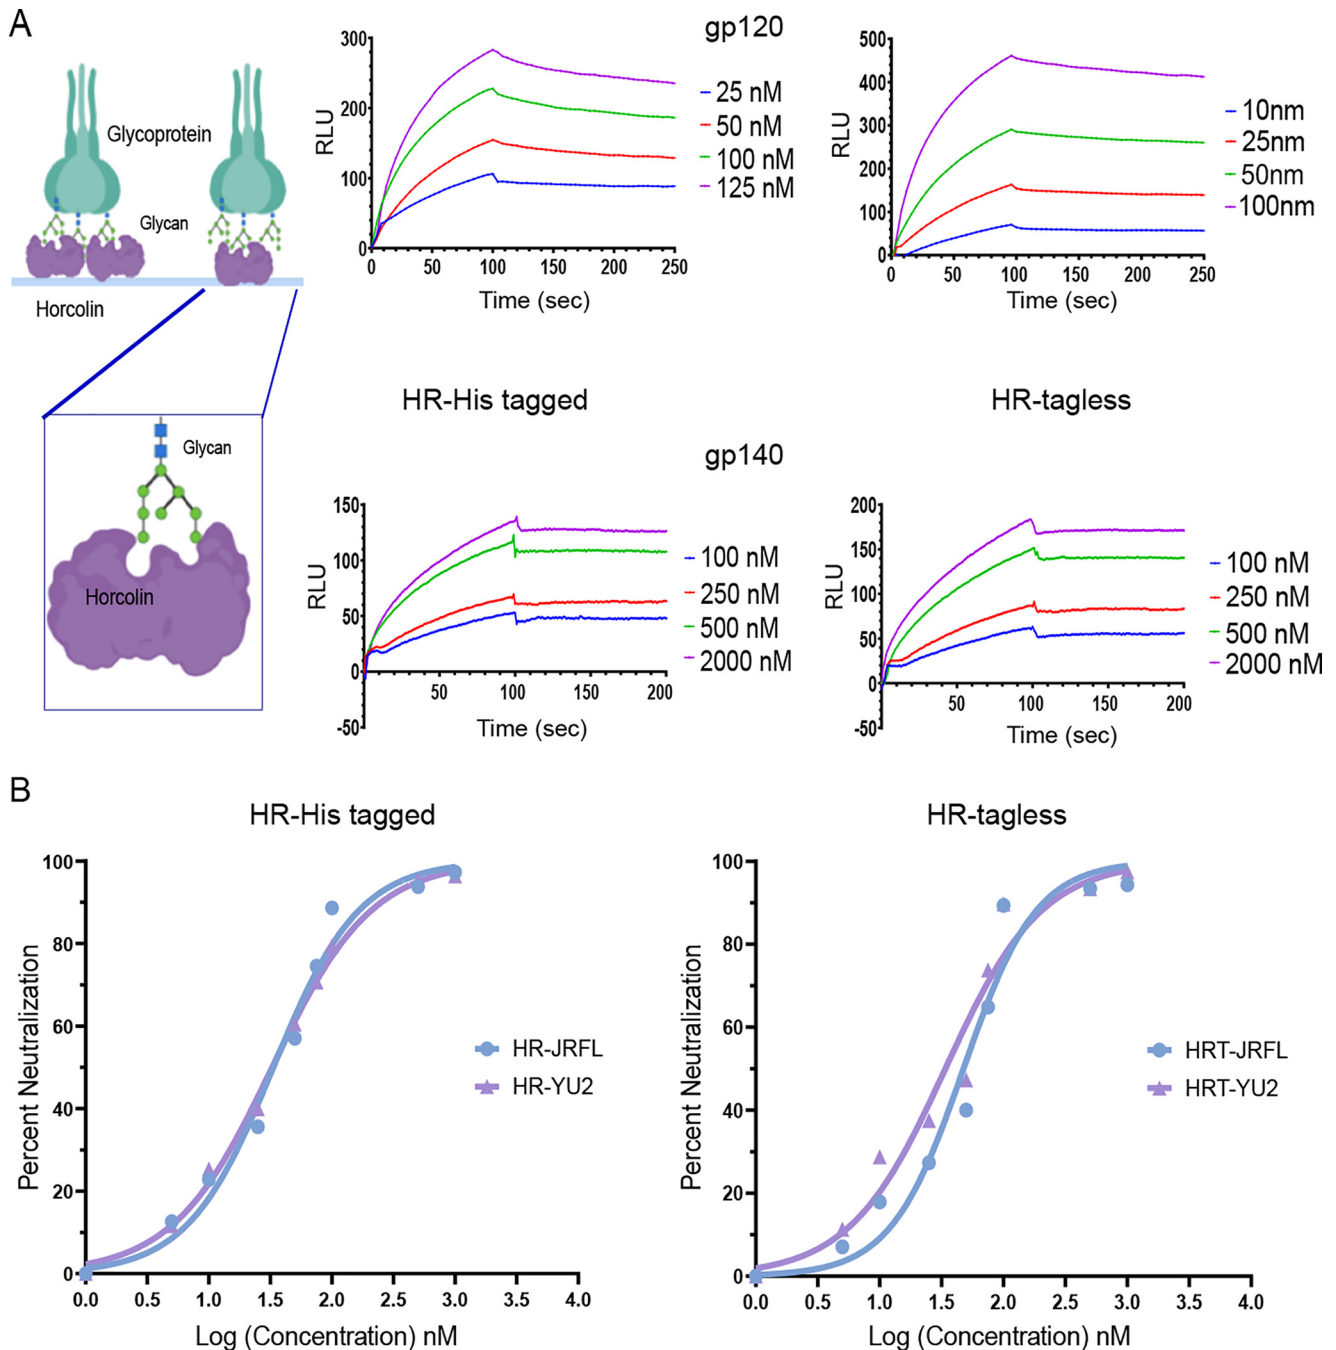 A
Glycoprotein
Glycan
Horcolin
Glycan
Horcolin
gp120
300
200
100
0
RLU
0 50 100 150 200 250
Time (sec)
25 nM
50 nM
100 nM
125 nM
500
400
300
200
100
0
RLU
0 50 100 150 200 250
Time (sec)
10nm
25nm
50nm
100nm
HR-His tagged
HR-tagless
gp140
150
100
50
0
-50
RLU
50 100 150 200
Time (sec)
100 nM
250 nM
500 nM
2000 nM
200
150
100
50
0
-50
RLU
50 100 150 200
Time (sec)
100 nM
250 nM
500 nM
2000 nM
B
HR-His tagged
100
80
60
40
20
0
Percent Neutralization
0.0 0.5 1.0 1.5 2.0 2.5 3.0 3.5 4.0
Log (Concentration) nM
HR-JRFL
HR-YU2
HR-tagless
100
80
60
40
20
0
Percent Neutralization
0.0 0.5 1.0 1.5 2.0 2.5 3.0 3.5 4.0
Log (Concentration) nM
HRT-JRFL
HRT-YU2